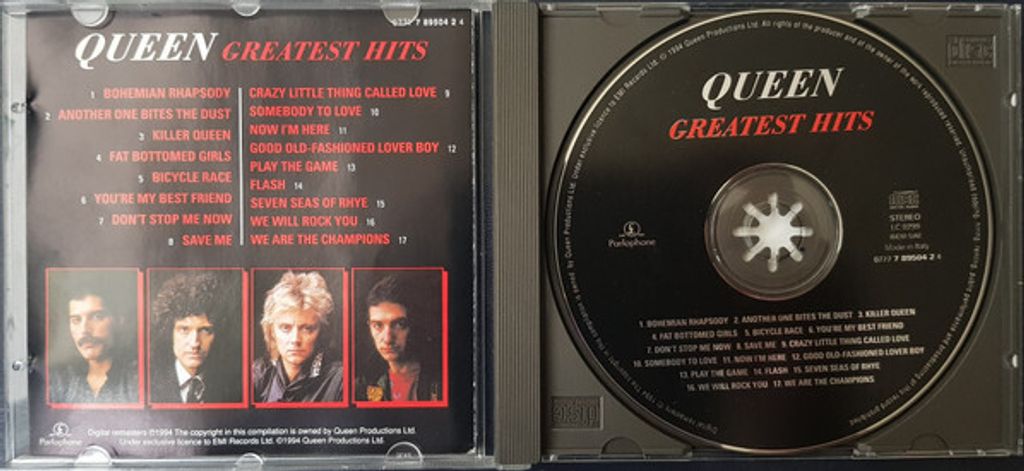 0777 7 89504 2 4
QUEEN GREATEST HITS
1 BOHEMIAN RHAPSODY
2 ANOTHER ONE BITES THE DUST
3 KILLER QUEEN
4 FAT BOTTOMED GIRLS
5 BICYCLE RACE
6 YOU'RE MY BEST FRIEND
7 DON'T STOP ME NOW
8 SAVE ME
CRAZY LITTLE THING CALLED LOVE 9
SOMEBODY TO LOVE 10
NOW I'M HERE 11
GOOD OLD-FASHIONED LOVER BOY 12
PLAY THE GAME 13
FLASH 14
SEVEN SEAS OF RHYE 15
WE WILL ROCK YOU 16
WE ARE THE CHAMPIONS 17
Parlophone
Digital remasters ©1994 The copyright in this compilation is owned by Queen Productions Ltd.
Under exclusive licence to EMI Records Ltd. ©1994 Queen Productions Ltd.
QUEEN
GREATEST HITS
Parlophone
STEREO
LC 0299
Made in Italy
0777 7 89504 2 4
1. BOHEMIAN RHAPSODY 2. ANOTHER ONE BITES THE DUST 3. KILLER QUEEN
4. FAT BOTTOMED GIRLS 5. BICYCLE RACE 6. YOU'RE MY BEST FRIEND
7. DON'T STOP ME NOW 8. SAVE ME 9. CRAZY LITTLE THING CALLED LOVE
10. SOMEBODY TO LOVE 11. NOW I'M HERE 12. GOOD OLD-FASHIONED LOVER BOY
13. PLAY THE GAME 14. FLASH 15. SEVEN SEAS OF RHYE
16. WE WILL ROCK YOU 17. WE ARE THE CHAMPIONS